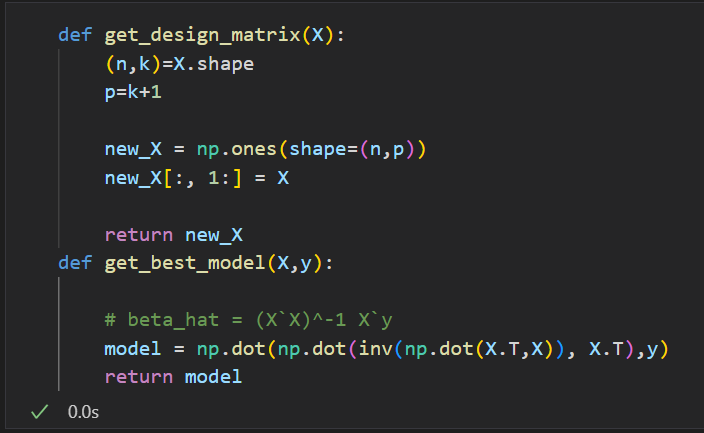 def get_design_matrix(X):
    (n,k)=X.shape
    p=k+1
    new_X = np.ones(shape=(n,p))
    new_X[:, 1:] = X
    return new_X
def get_best_model(X,y):
    # beta_hat = (X`X)^-1 X`y
    model = np.dot(np.dot(inv(np.dot(X.T,X)), X.T),y)
    return model
0.0s